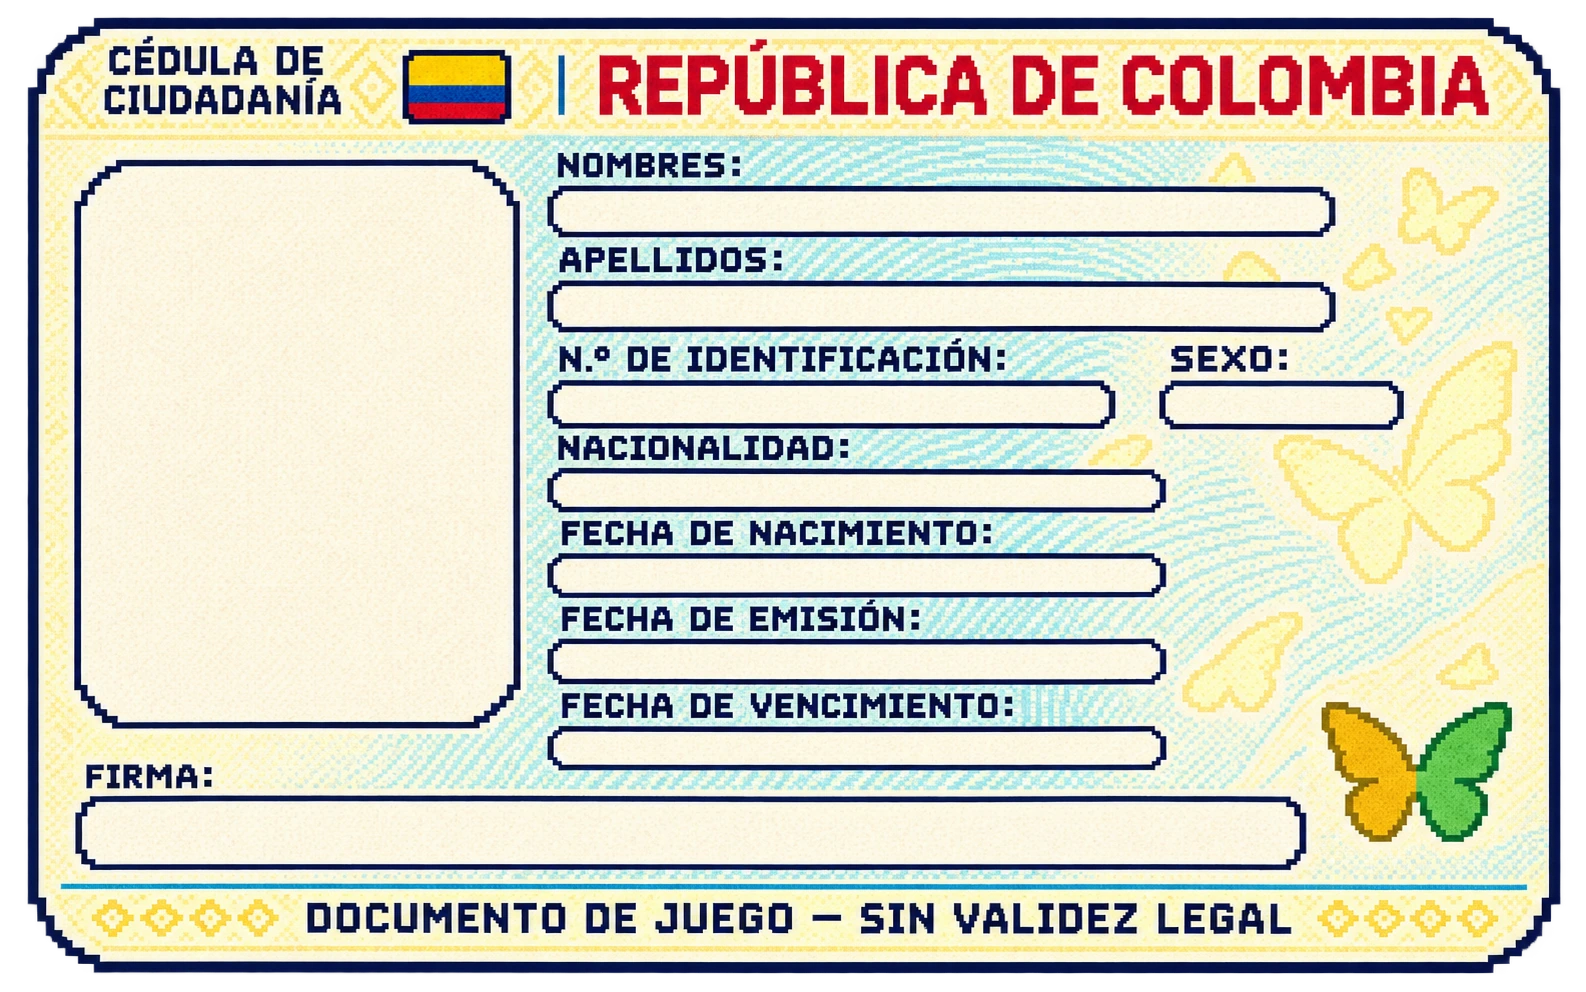 CÉDULA DE
CIUDADANÍA
REPÚBLICA DE COLOMBIA
NOMBRES:
APELLIDOS:
N.º DE IDENTIFICACIÓN:
SEXO:
NACIONALIDAD:
FECHA DE NACIMIENTO:
FECHA DE EMISIÓN:
FECHA DE VENCIMIENTO:
FIRMA:
DOCUMENTO DE JUEGO — SIN VALIDEZ LEGAL